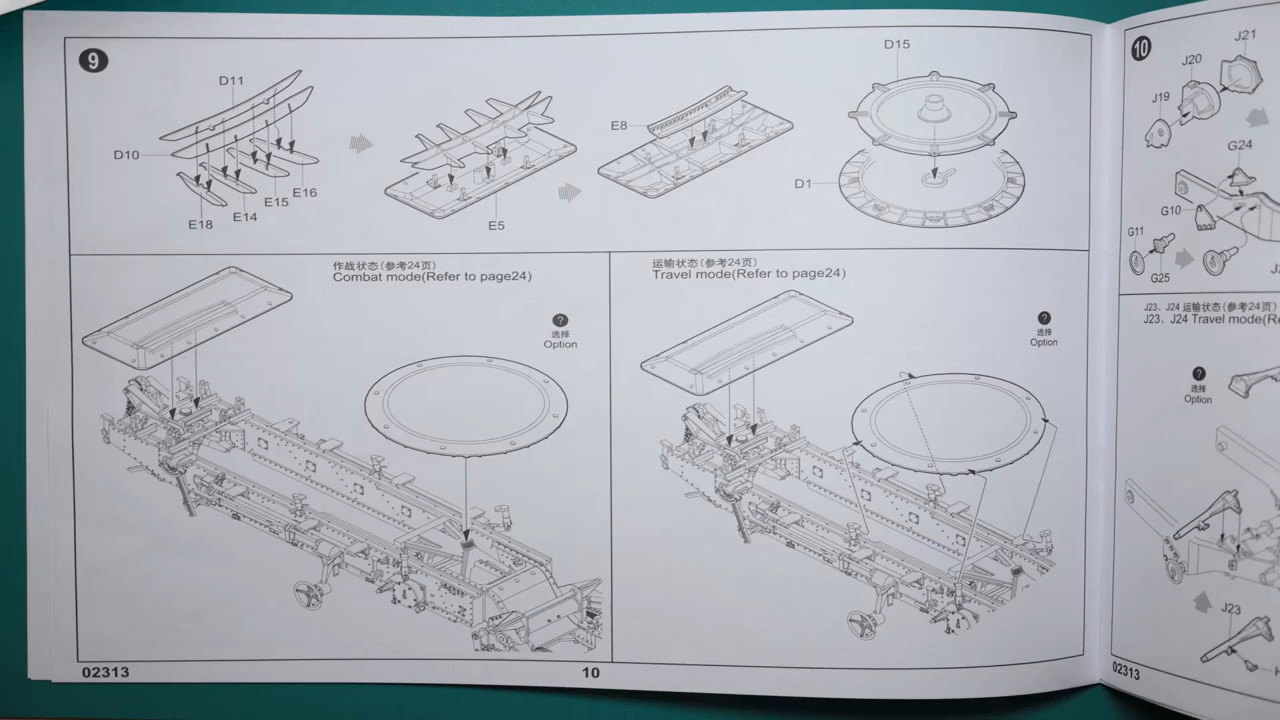 9
D11
D10
E18
E14
E15
E16
E5
E8
D15
D1
作战状态(参考24页)
Combat mode(Refer to page24)
?
选择
Option
运输状态(参考24页)
Travel mode(Refer to page24)
?
选择
Option
02313
10
10
J21
J20
J19
G24
G10
G11
G25
J23、J24 运输状态(参考24页)
J23、J24 Travel mode(Re
?
选择
Option
J23
02313